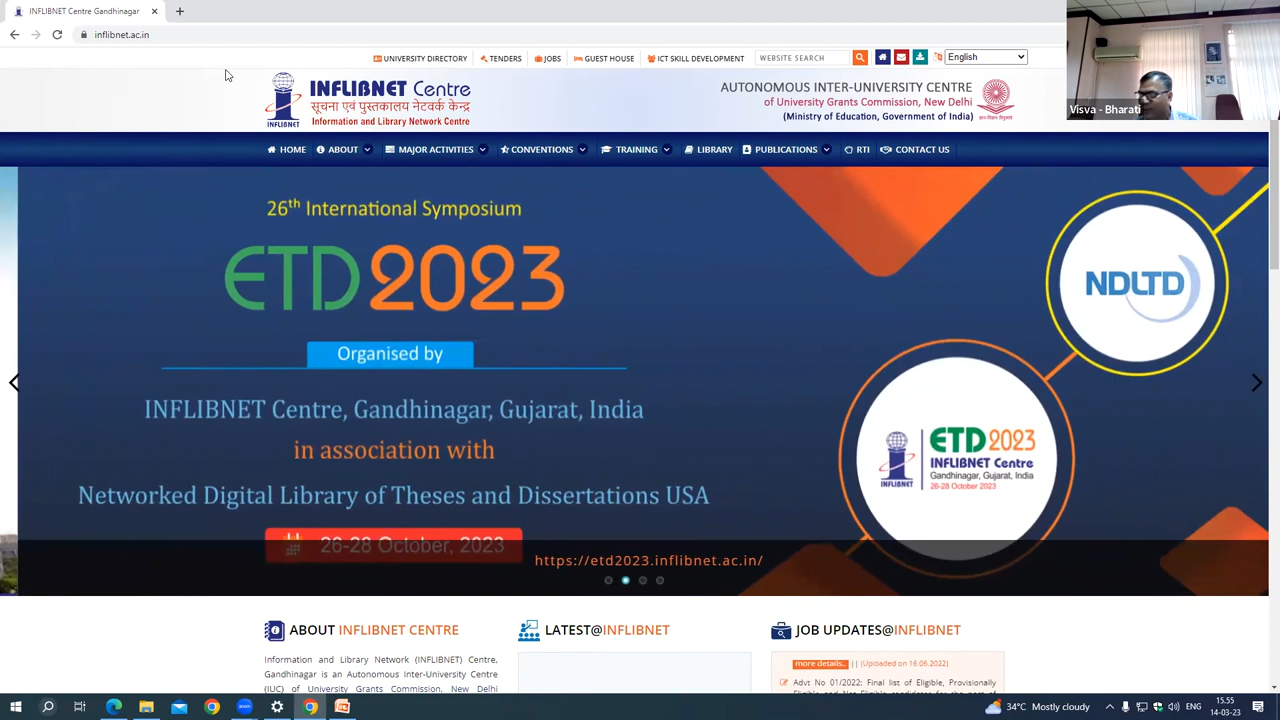 INFLIBNET Centre Gandhinagar
inflibnet.ac.in
UNIVERSITY DIRECTORY TENDERS JOBS GUEST HOUSE ICT SKILL DEVELOPMENT WEBSITE SEARCH English
INFLIBNET Centre
सूचना एवं पुस्तकालय नेटवर्क केन्द्र
Information and Library Network Centre
INFLIBNET
AUTONOMOUS INTER-UNIVERSITY CENTRE
of University Grants Commission, New Delhi
(Ministry of Education, Government of India)
Visva - Bharati
HOME ABOUT MAJOR ACTIVITIES CONVENTIONS TRAINING LIBRARY PUBLICATIONS RTI CONTACT US
26th International Symposium
ETD2023
Organised by
INFLIBNET Centre, Gandhinagar, Gujarat, India
in association with
Networked Digital Library of Theses and Dissertations USA
26-28 October, 2023
NDLTD
ETD2023
INFLIBNET Centre
Gandhinagar, Gujarat, India
26-28 October 2023
INFLIBNET
https://etd2023.inflibnet.ac.in/
ABOUT INFLIBNET CENTRE
Information and Library Network (INFLIBNET) Centre,
Gandhinagar is an Autonomous Inter-University Centre
(IUC) of University Grants Commission, New Delhi
LATEST@INFLIBNET
JOB UPDATES@INFLIBNET
more details.. || (Uploaded on 16.06.2022)
Advt No 01/2022: Final list of Eligible, Provisionally
34°C Mostly cloudy
ENG
15.55
14-03-23